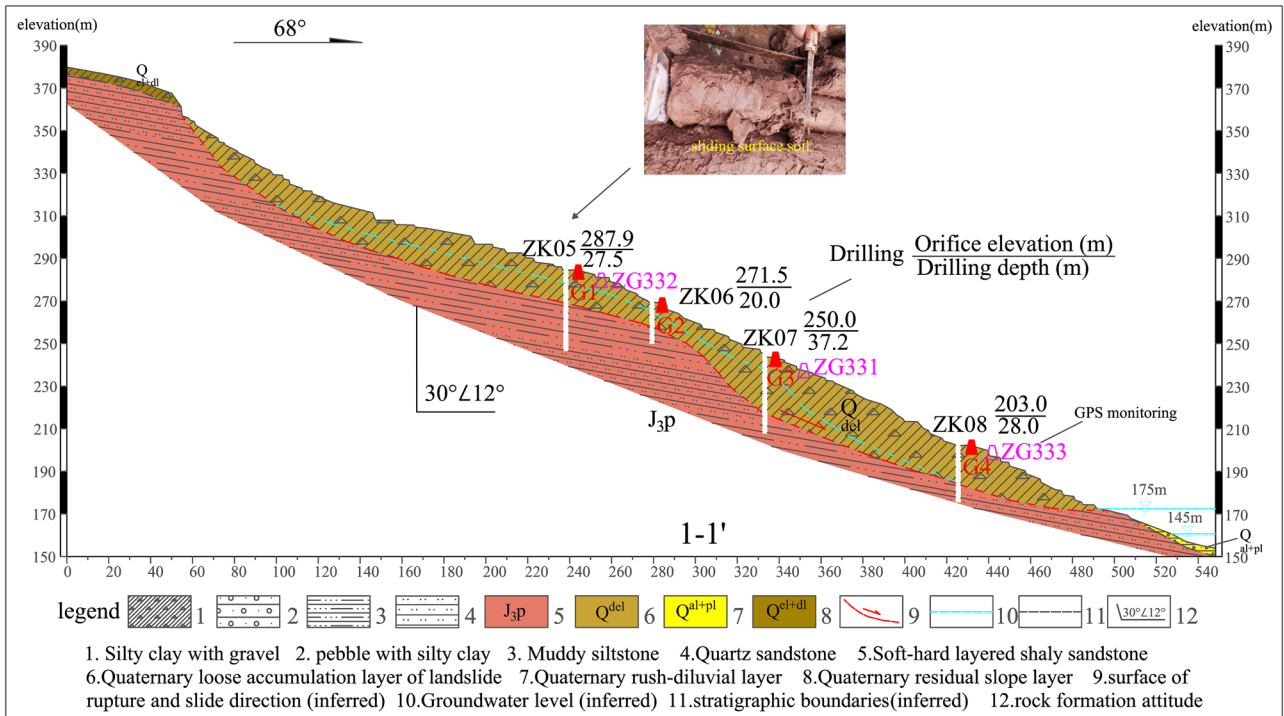 elevation(m)
elevation(m)
68°
390
370
350
330
310
290
270
250
230
210
190
170
150
390
370
350
330
310
290
270
250
230
210
190
170
150
Q
el+dl
sliding surface soil
ZK05 287.9
27.5
G1
ZG332
ZK06 271.5
20.0
G2
Drilling Orifice elevation (m)
Drilling depth (m)
ZK07 250.0
37.2
G3
ZG331
30°∠12°
J₃p
Q
del
ZK08 203.0
28.0
G4
ZG333
GPS monitoring
175m
145m
Q
al+pl
1-1'
0 20 40 60 80 100 120 140 160 180 200 220 240 260 280 300 320 340 360 380 400 420 440 460 480 500 520 540
legend 1 2 3 4 J₃p 5 Qdel 6 Qal+pl 7 Qel+dl 8 9 10 11 30°∠12° 12
1. Silty clay with gravel 2. pebble with silty clay 3. Muddy siltstone 4.Quartz sandstone 5.Soft-hard layered shaly sandstone
6.Quaternary loose accumulation layer of landslide 7.Quaternary rush-diluvial layer 8.Quaternary residual slope layer 9.surface of
rupture and slide direction (inferred) 10.Groundwater level (inferred) 11.stratigraphic boundaries(inferred) 12.rock formation attitude